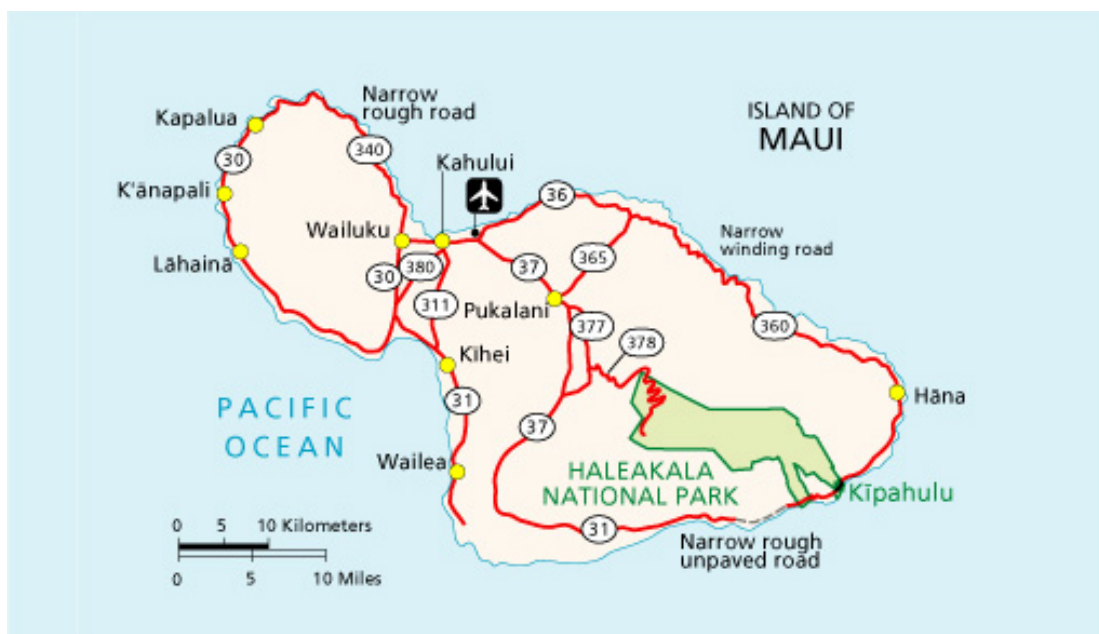 Narrow
rough road
Kapalua
ISLAND OF
MAUI
340
30
Kahului
K'ānapali
36
Wailuku
Narrow
winding road
Lāhainā
30
380
37
365
311
Pukalani
377
360
378
Kīhei
PACIFIC
OCEAN
31
Hāna
37
Wailea
HALEAKALA
NATIONAL PARK
Kīpahulu
0 5 10 Kilometers
31
Narrow rough
unpaved road
0 5 10 Miles